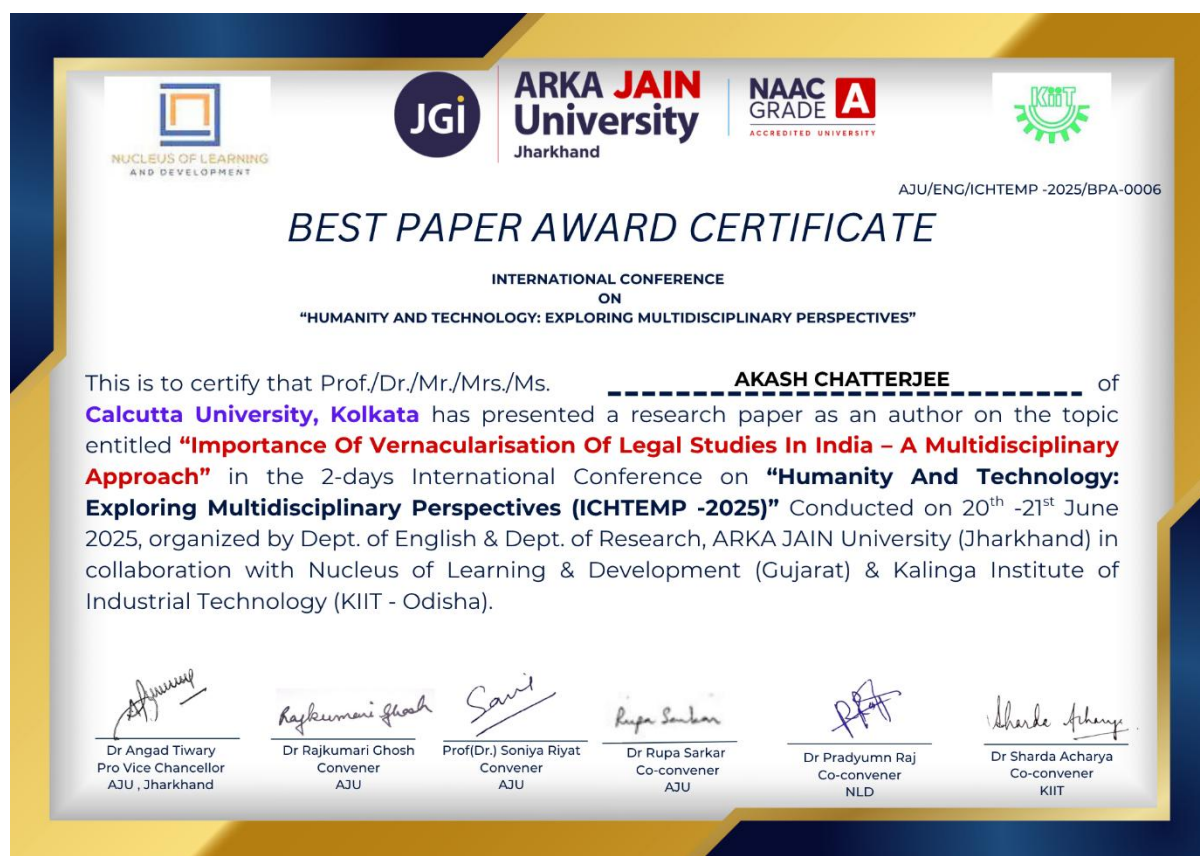 NUCLEUS OF LEARNING
AND DEVELOPMENT
JGi
ARKA JAIN
University
Jharkhand
NAAC
GRADE A
ACCREDITED UNIVERSITY
KiiT
AJU/ENG/ICHTEMP -2025/BPA-0006
BEST PAPER AWARD CERTIFICATE
INTERNATIONAL CONFERENCE
ON
“HUMANITY AND TECHNOLOGY: EXPLORING MULTIDISCIPLINARY PERSPECTIVES”
This is to certify that Prof./Dr./Mr./Mrs./Ms. AKASH CHATTERJEE of
Calcutta University, Kolkata has presented a research paper as an author on the topic
entitled “Importance Of Vernacularisation Of Legal Studies In India – A Multidisciplinary
Approach” in the 2-days International Conference on “Humanity And Technology:
Exploring Multidisciplinary Perspectives (ICHTEMP -2025)” Conducted on 20th -21st June
2025, organized by Dept. of English & Dept. of Research, ARKA JAIN University (Jharkhand) in
collaboration with Nucleus of Learning & Development (Gujarat) & Kalinga Institute of
Industrial Technology (KIIT - Odisha).
Rajkumari Ghosh
Rupa Sarkar
Sharda Acharya
Dr Angad Tiwary
Pro Vice Chancellor
AJU , Jharkhand
Dr Rajkumari Ghosh
Convener
AJU
Prof(Dr.) Soniya Riyat
Convener
AJU
Dr Rupa Sarkar
Co-convener
AJU
Dr Pradyumn Raj
Co-convener
NLD
Dr Sharda Acharya
Co-convener
KIIT